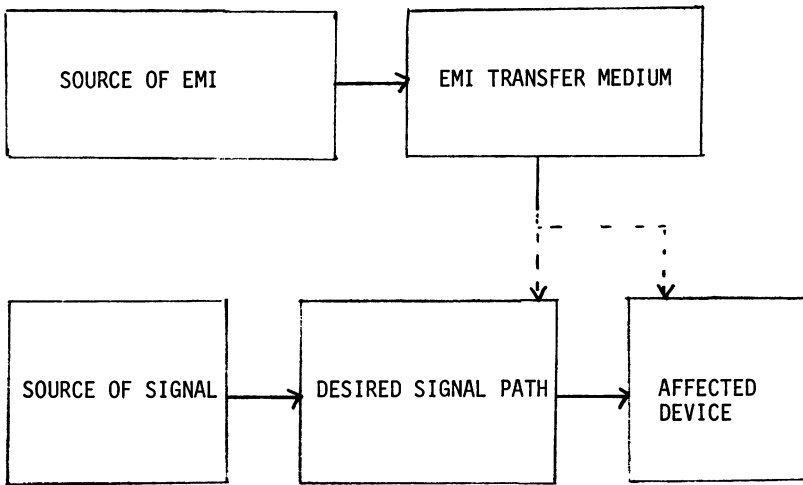 SOURCE OF EMI
EMI TRANSFER MEDIUM
SOURCE OF SIGNAL
DESIRED SIGNAL PATH
AFFECTED
DEVICE